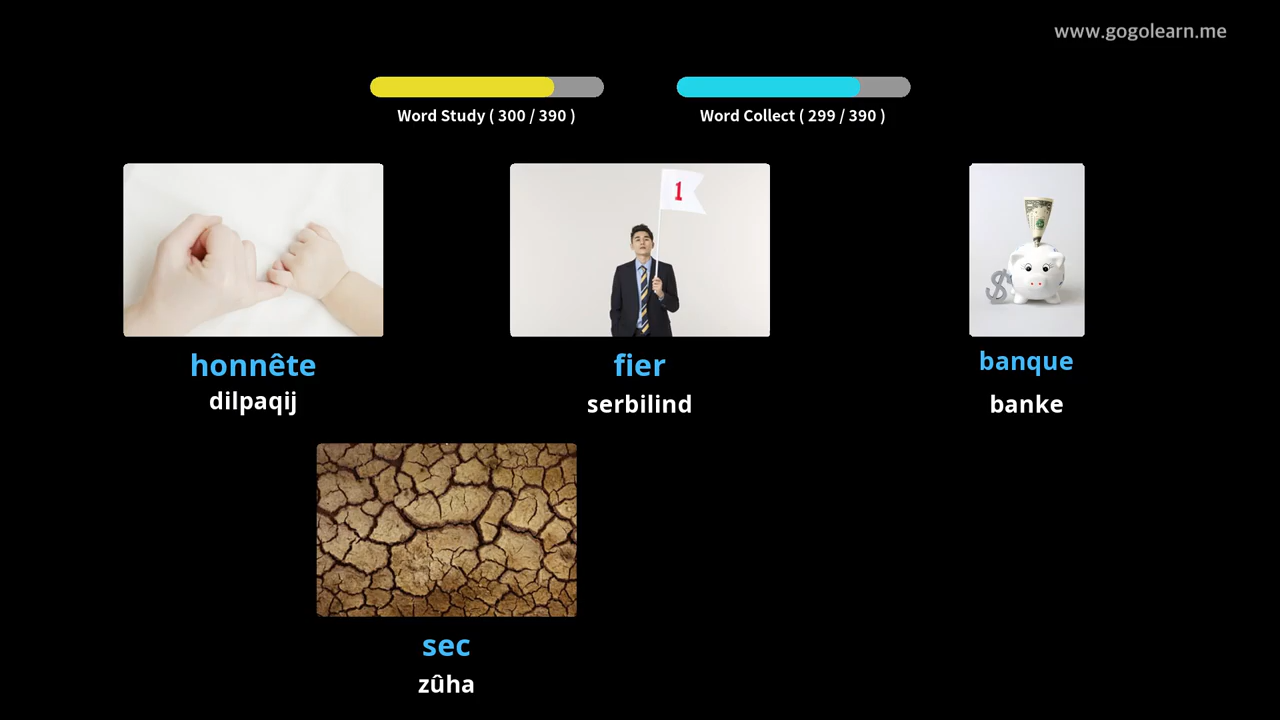 www.gogolearn.me
Word Study ( 300 / 390 )
Word Collect ( 299 / 390 )
1
honnête
dilpaqij
fier
serbilind
$
banque
banke
sec
zûha